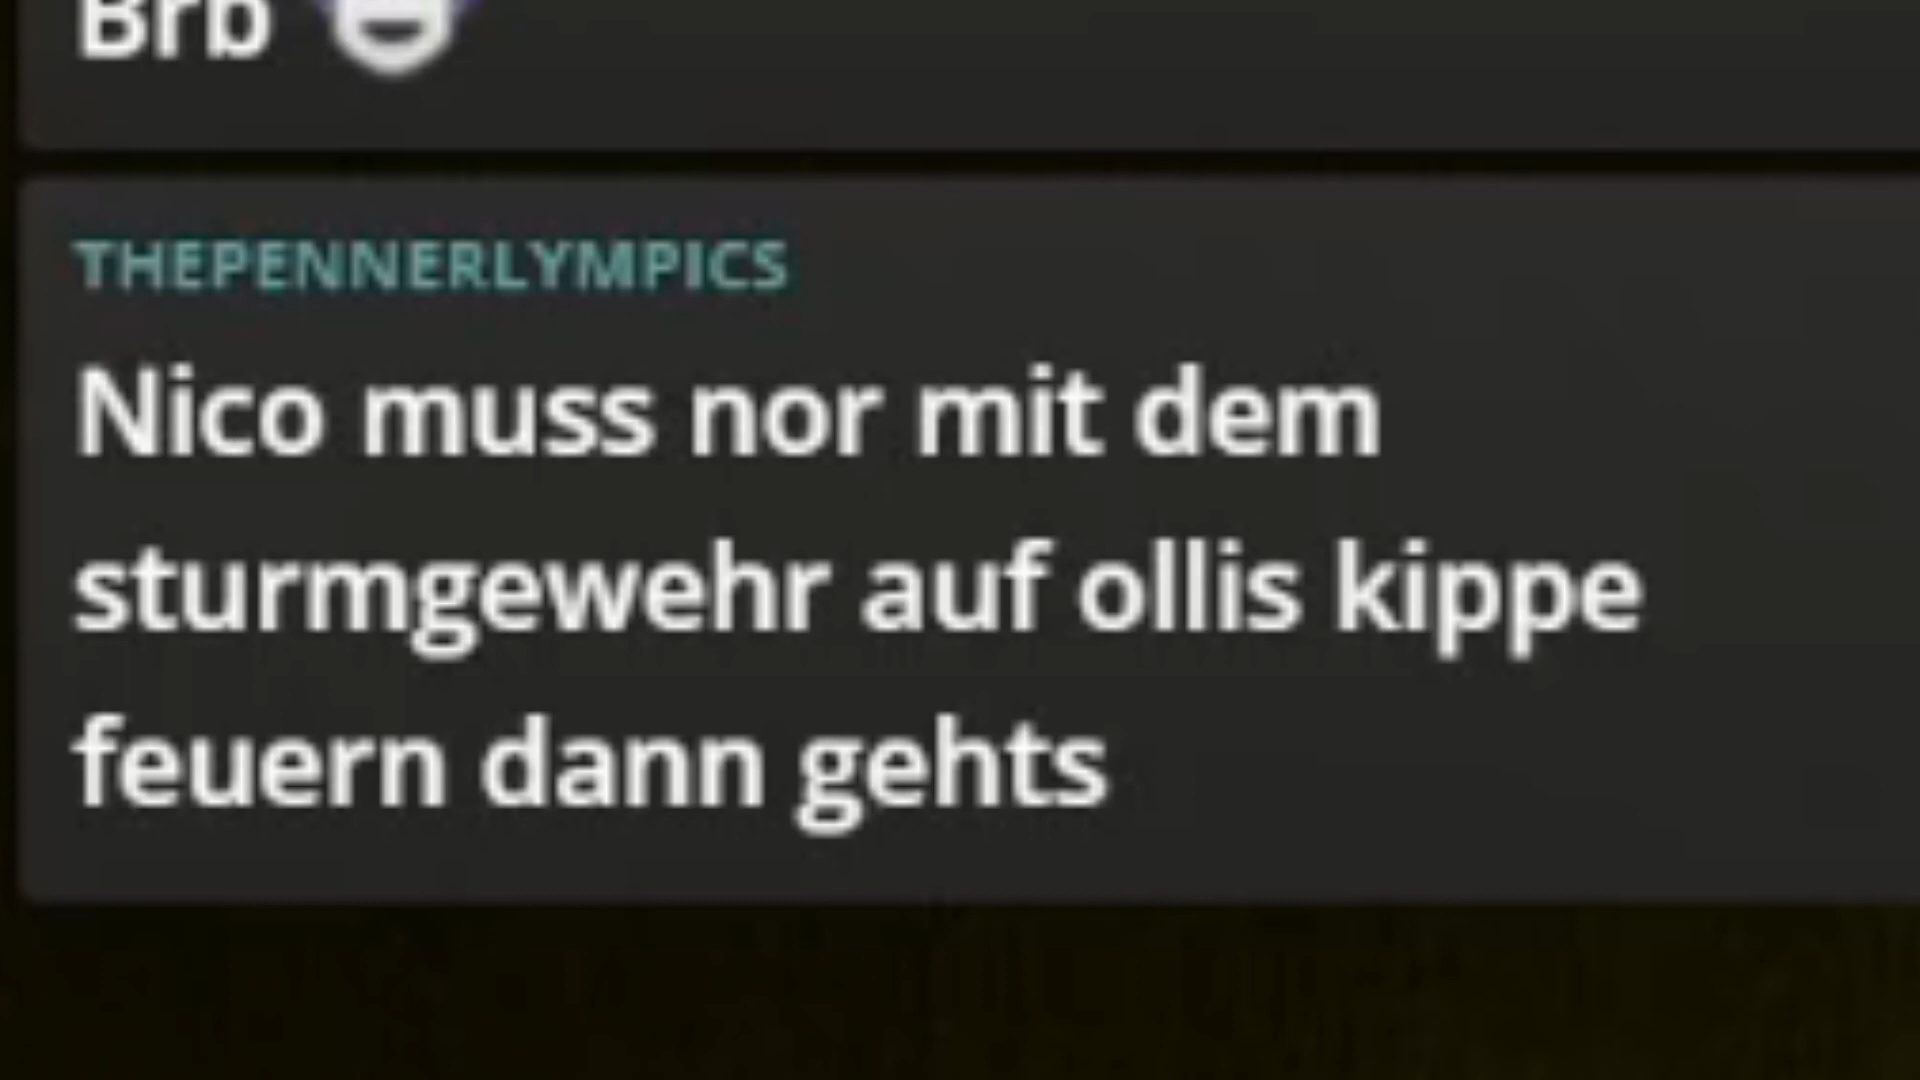 Brb
THEPENNERLYMPICS
Nico muss nor mit dem
sturmgewehr auf ollis kippe
feuern dann gehts